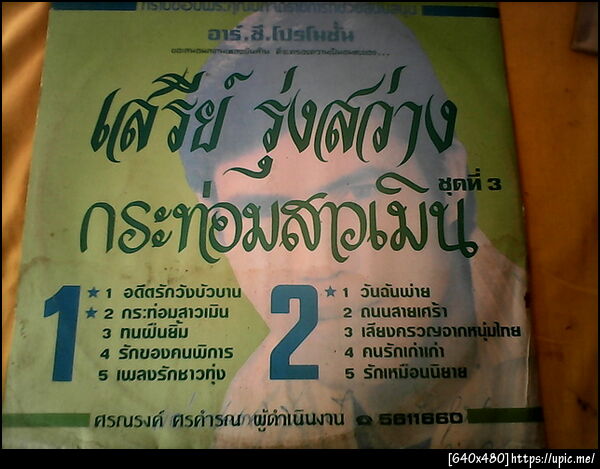 อาร์.ซี.โปรโมชั่น
เสรีย์ รุ่งสว่าง
ชุดที่ 3
กระท่อมสาวเมิน
1
★ 1 อดีตรักวังบัวบาน
★ 2 กระท่อมสาวเมิน
3 ทนฝืนยิ้ม
4 รักของคนพิการ
5 เพลงรักชาวทุ่ง
2
★ 1 วันฉันพ่าย
2 ถนนสายเศร้า
3 เสียงครวญจากหนุ่มไทย
4 คนรักเก่าเก่า
5 รักเหมือนนิยาย
ศรณรงค์ ศรคำรณ ผู้ดำเนินงาน 5811660
[640x480]https://upic.me/